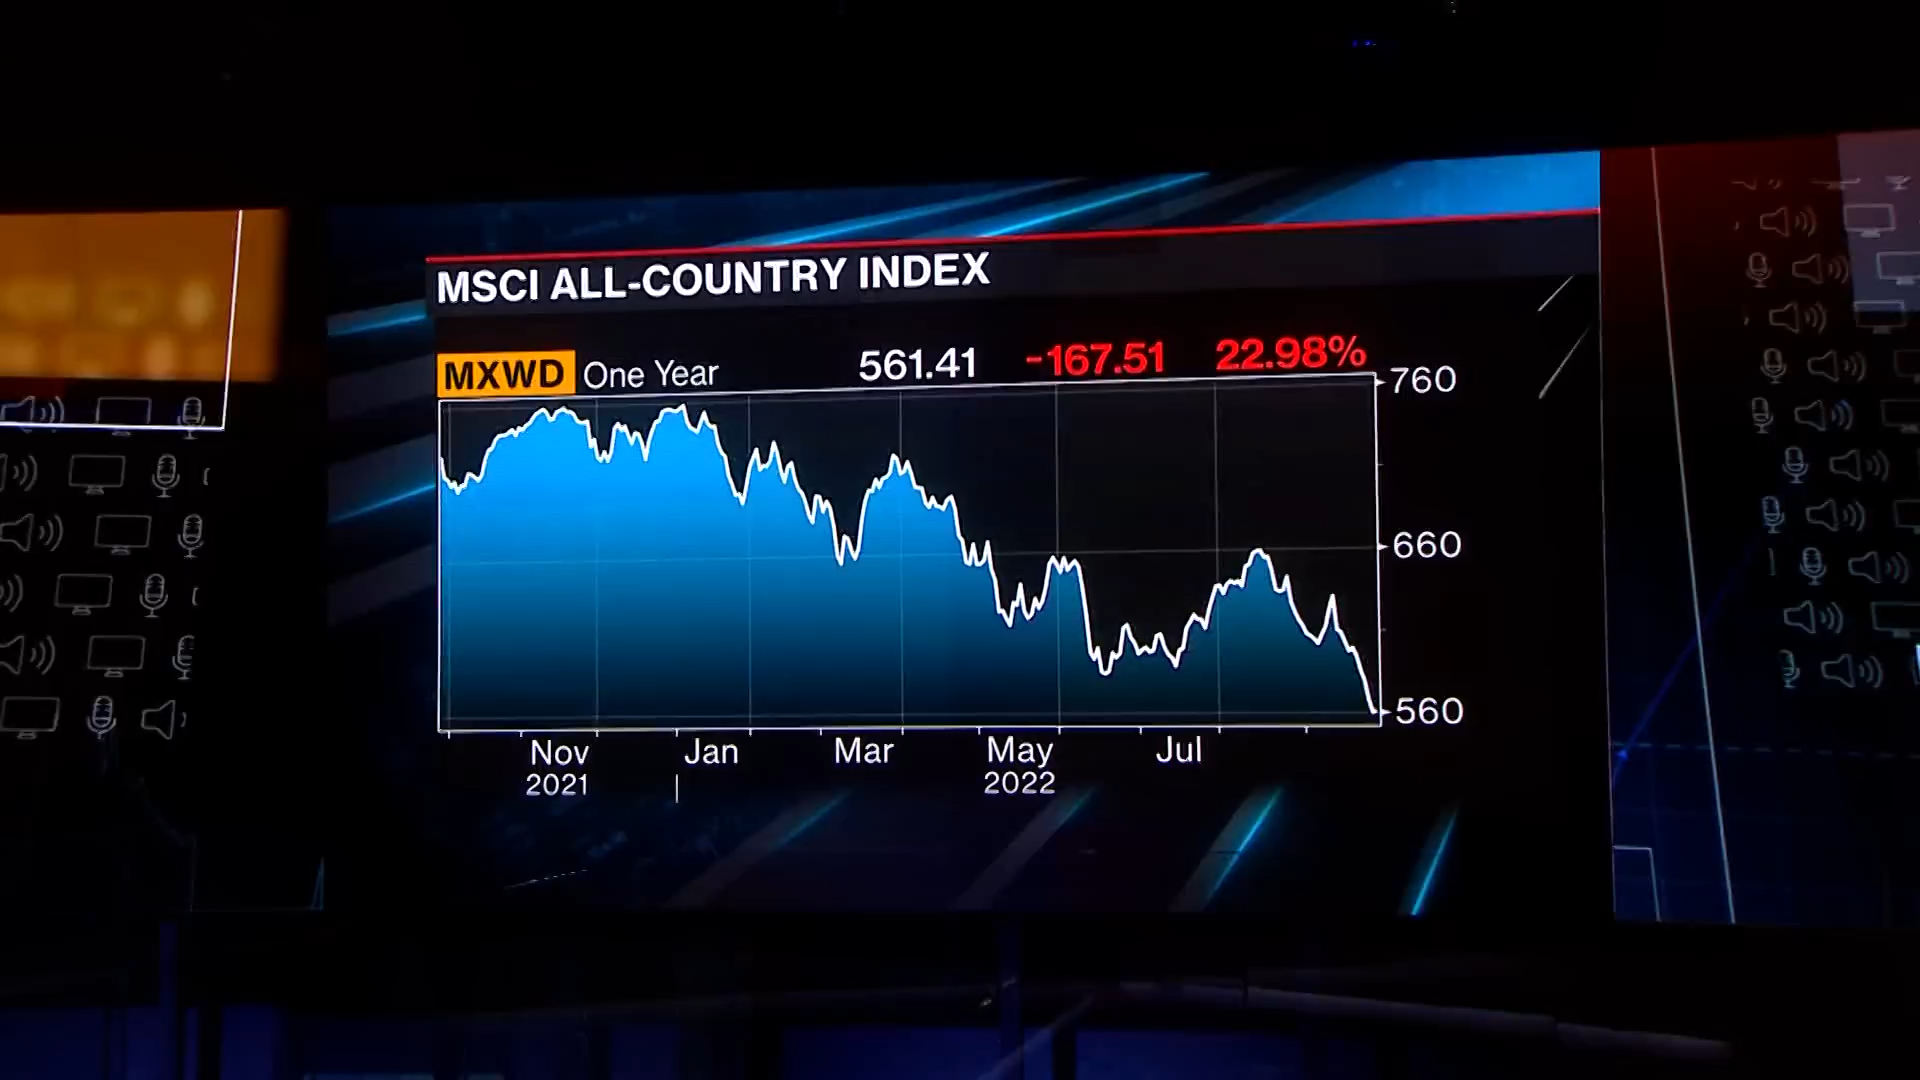 MSCI ALL-COUNTRY INDEX
MXWD One Year 561.41 -167.51 22.98%
760
660
560
Nov Jan Mar May Jul
2021 2022